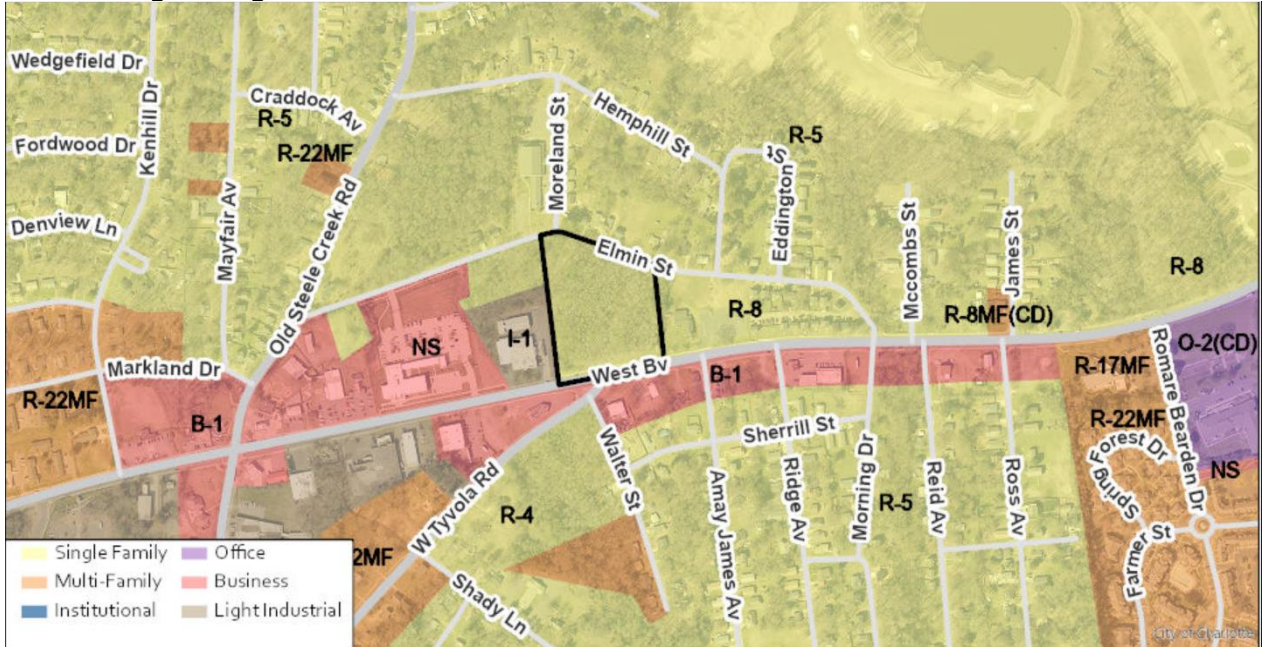 Wedgefield Dr
Kenhill Dr
Craddock Av
R-5
Fordwood Dr
R-22MF
Moreland St
Hemphill St
R-5
Eddington St
Denview Ln
Mayfair Av
Old Steele Creek Rd
Elmin St
Mccombs St
James St
R-8
R-8
R-8MF(CD)
NS
I-1
O-2(CD)
Markland Dr
West Bv
B-1
R-17MF
Romare Bearden Dr
R-22MF
B-1
R-22MF
Sherrill St
Walter St
Spring Forest Dr
NS
W Tyvola Rd
Amay James Av
Ridge Av
Morning Dr
R-5
Reid Av
Ross Av
R-4
Farmer St
2MF
Shady Ln
Single Family
Office
Multi-Family
Business
Institutional
Light Industrial
City of Charlotte